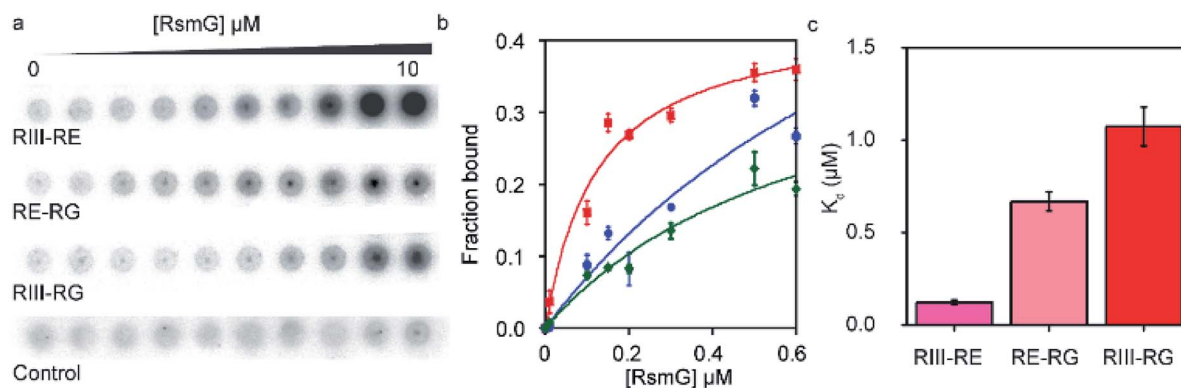 a
[RsmG] µM
0
10
RIII-RE
RE-RG
RIII-RG
Control
b
0.4
0.3
0.2
0.1
0.0
Fraction bound
0
0.2
0.4
0.6
[RsmG] µM
c
1.5
1.0
0.5
0.0
Kd (µM)
RIII-RE
RE-RG
RIII-RG